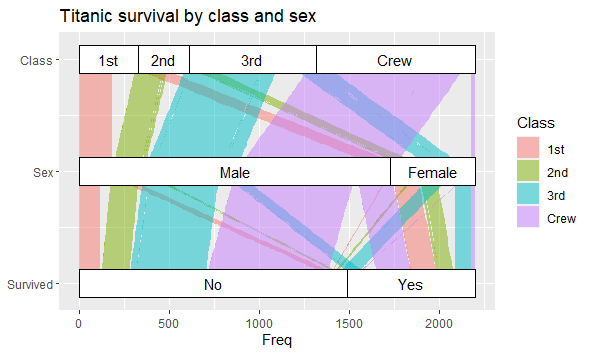 Titanic survival by class and sex
Class
1st 2nd 3rd Crew
Sex
Male Female
Survived
No Yes
0 500 1000 1500 2000
Freq
Class
1st
2nd
3rd
Crew